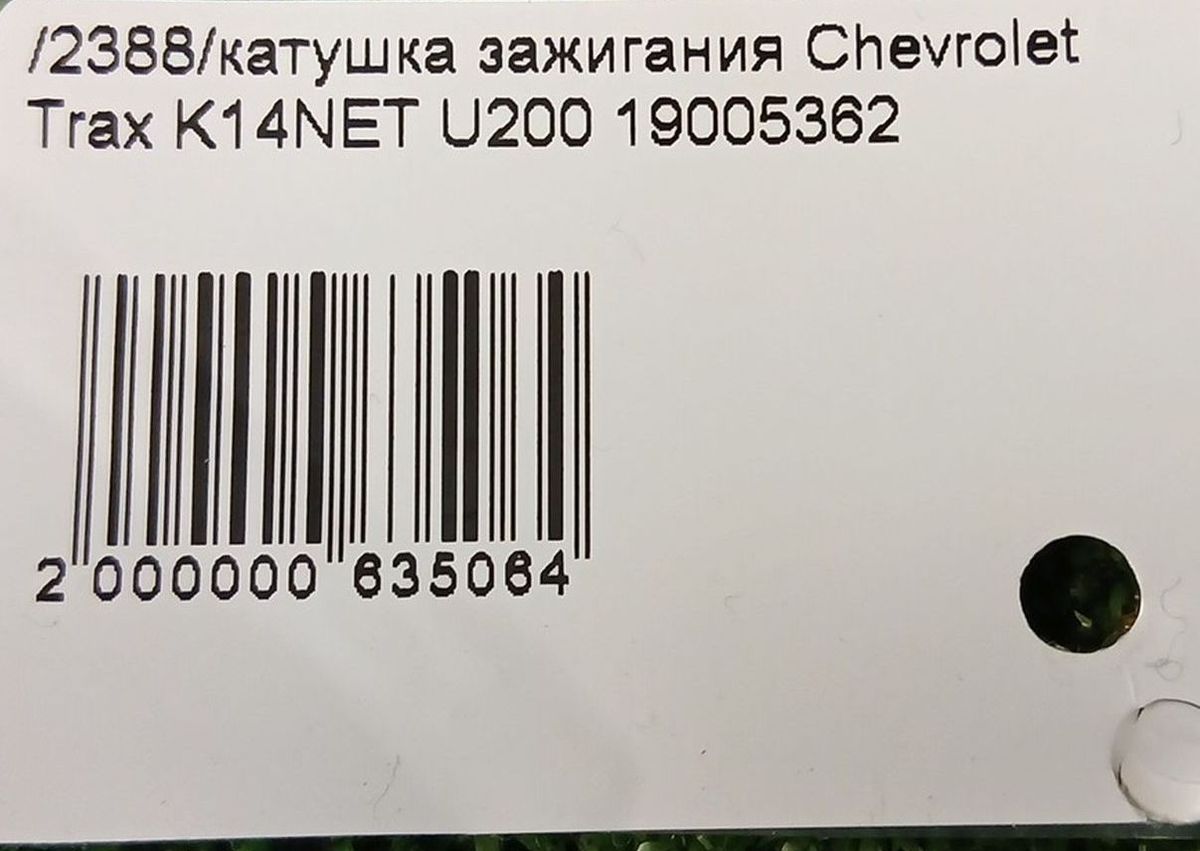 /2388/катушка зажигания Chevrolet
Trax K14NET U200 19005362
2 000000 635064